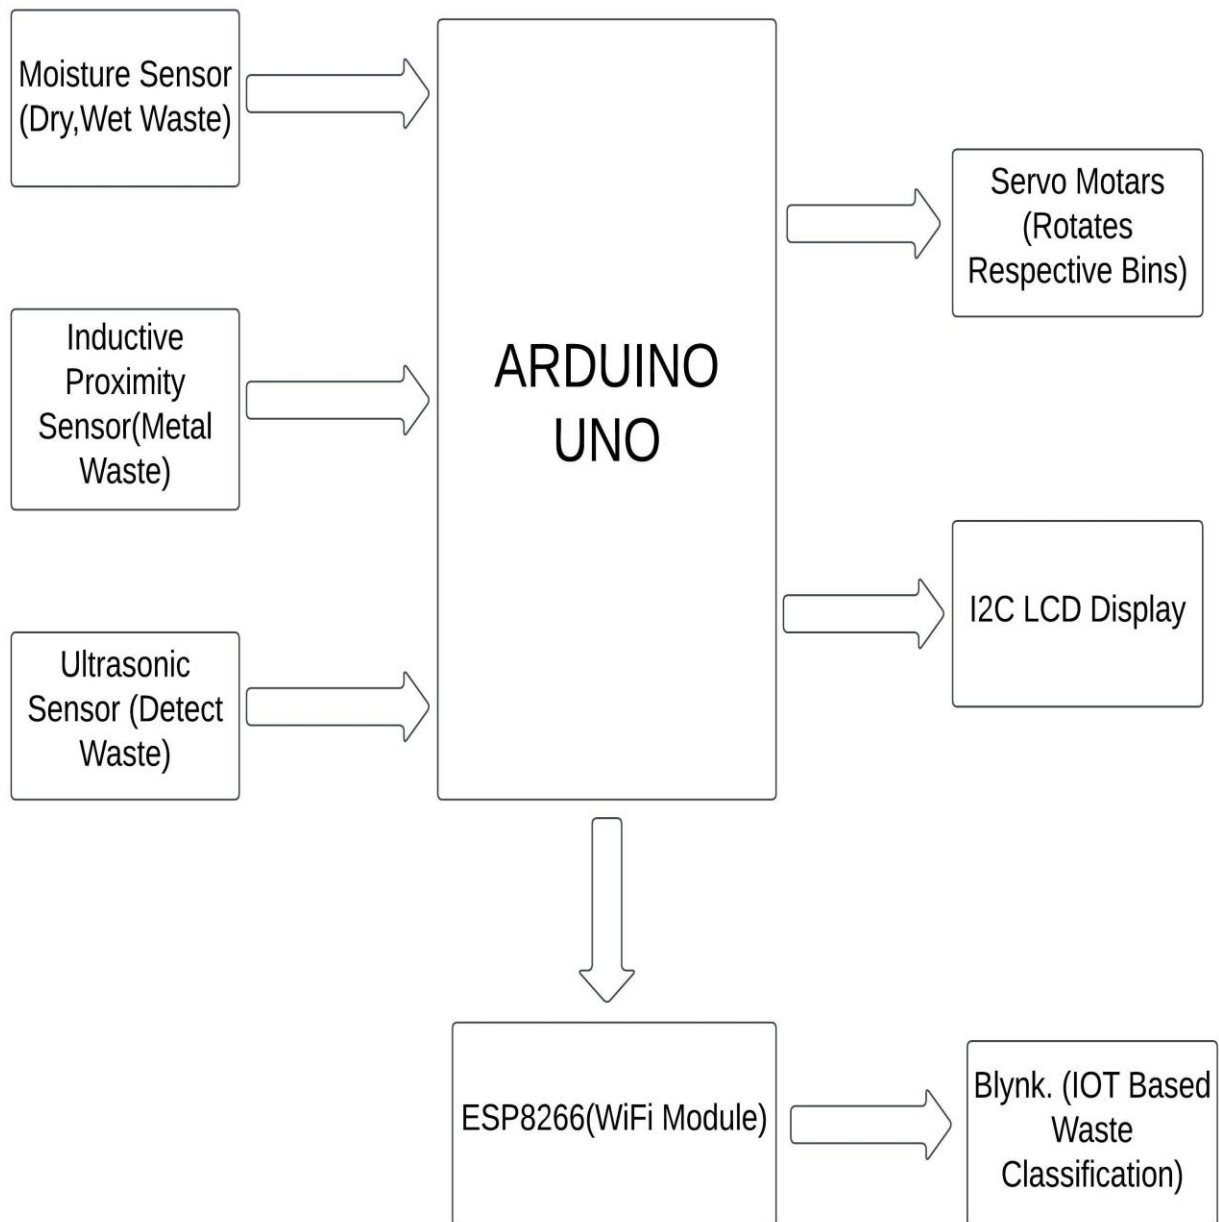 Moisture Sensor
(Dry,Wet Waste)
Inductive
Proximity
Sensor(Metal
Waste)
Ultrasonic
Sensor (Detect
Waste)
ARDUINO
UNO
Servo Motars
(Rotates
Respective Bins)
I2C LCD Display
ESP8266(WiFi Module)
Blynk. (IOT Based
Waste
Classification)